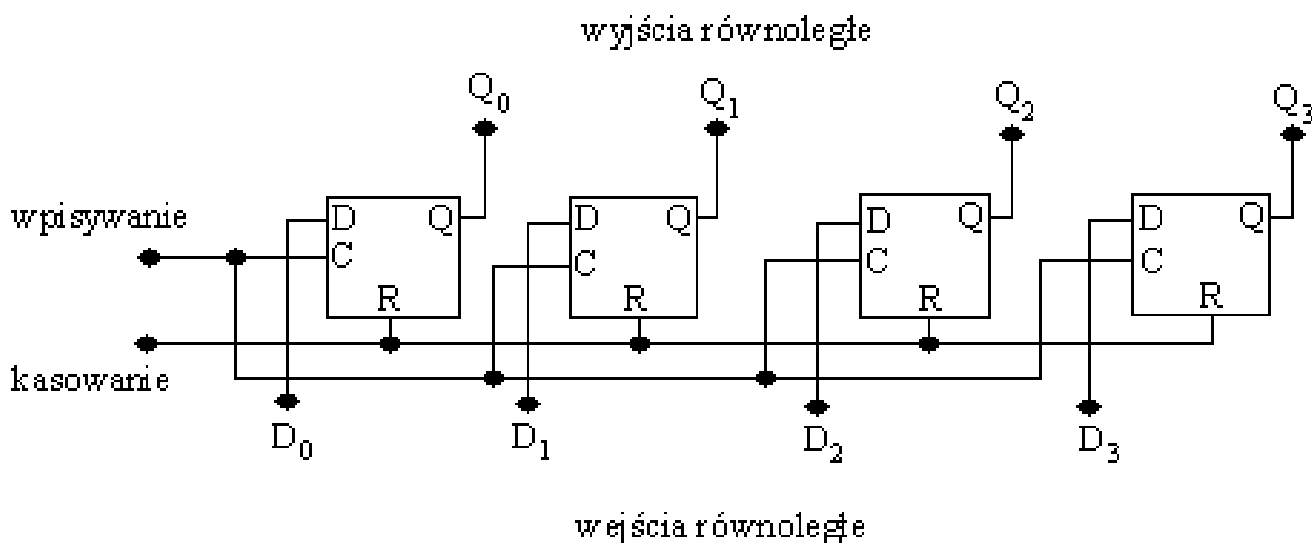 wyjścia równoległe
Q0 Q1 Q2 Q3
wpisywanie
D Q D Q D Q D Q
C C C C
R R R R
kasowanie
D0 D1 D2 D3
wejścia równoległe